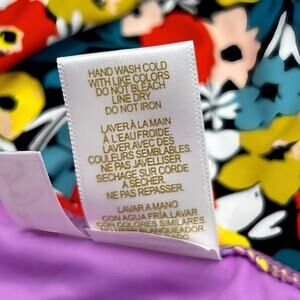 HAND WASH COLD
WITH LIKE COLORS
DO NOT BLEACH
LINE DRY
DO NOT IRON
LAVER À LA MAIN
À L'EAU FROIDE.
LAVER AVEC DES
COULEURS SEMBLABLES.
NE PAS JAVELLISER
SÉCHAGE SUR CORDE
A SÉCHER.
NE PAS REPASSER.
LAVAR A MANO
CON AGUA FRÍA, LAVAR
CON COLORES SIMILARES
BLANQUEADOR